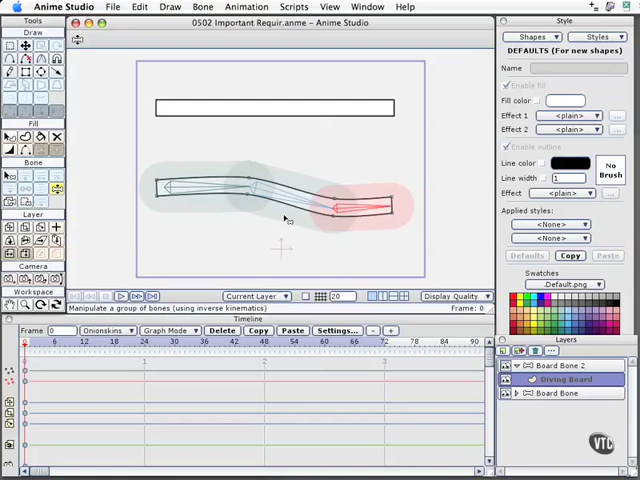 Anime Studio File Edit Draw Bone Animation Scripts View Window Help
0502 Important Requir.anme - Anime Studio
Tools
Draw
Fill
Bone
Layer
Camera
Workspace
Style
Shapes Styles
DEFAULTS (For new shapes)
Name
Enable fill
Fill color
Effect 1 <plain> ...
Effect 2 <plain> ...
Enable outline
Line color
Line width 1
No Brush
Effect <plain>
Applied styles:
<None>
<None>
Defaults Copy Paste
Swatches
.Default.png ...
Current Layer 20 Display Quality
Manipulate a group of bones (using inverse kinematics) Frame: 0
Timeline
Frame 0 Onionskins Graph Mode Delete Copy Paste Settings... - +
0 6 12 18 24 30 36 42 48 54 60 66 72 78 84 90
1 2 3
Layers
...
Board Bone 2
Diving Board
Board Bone
VTC